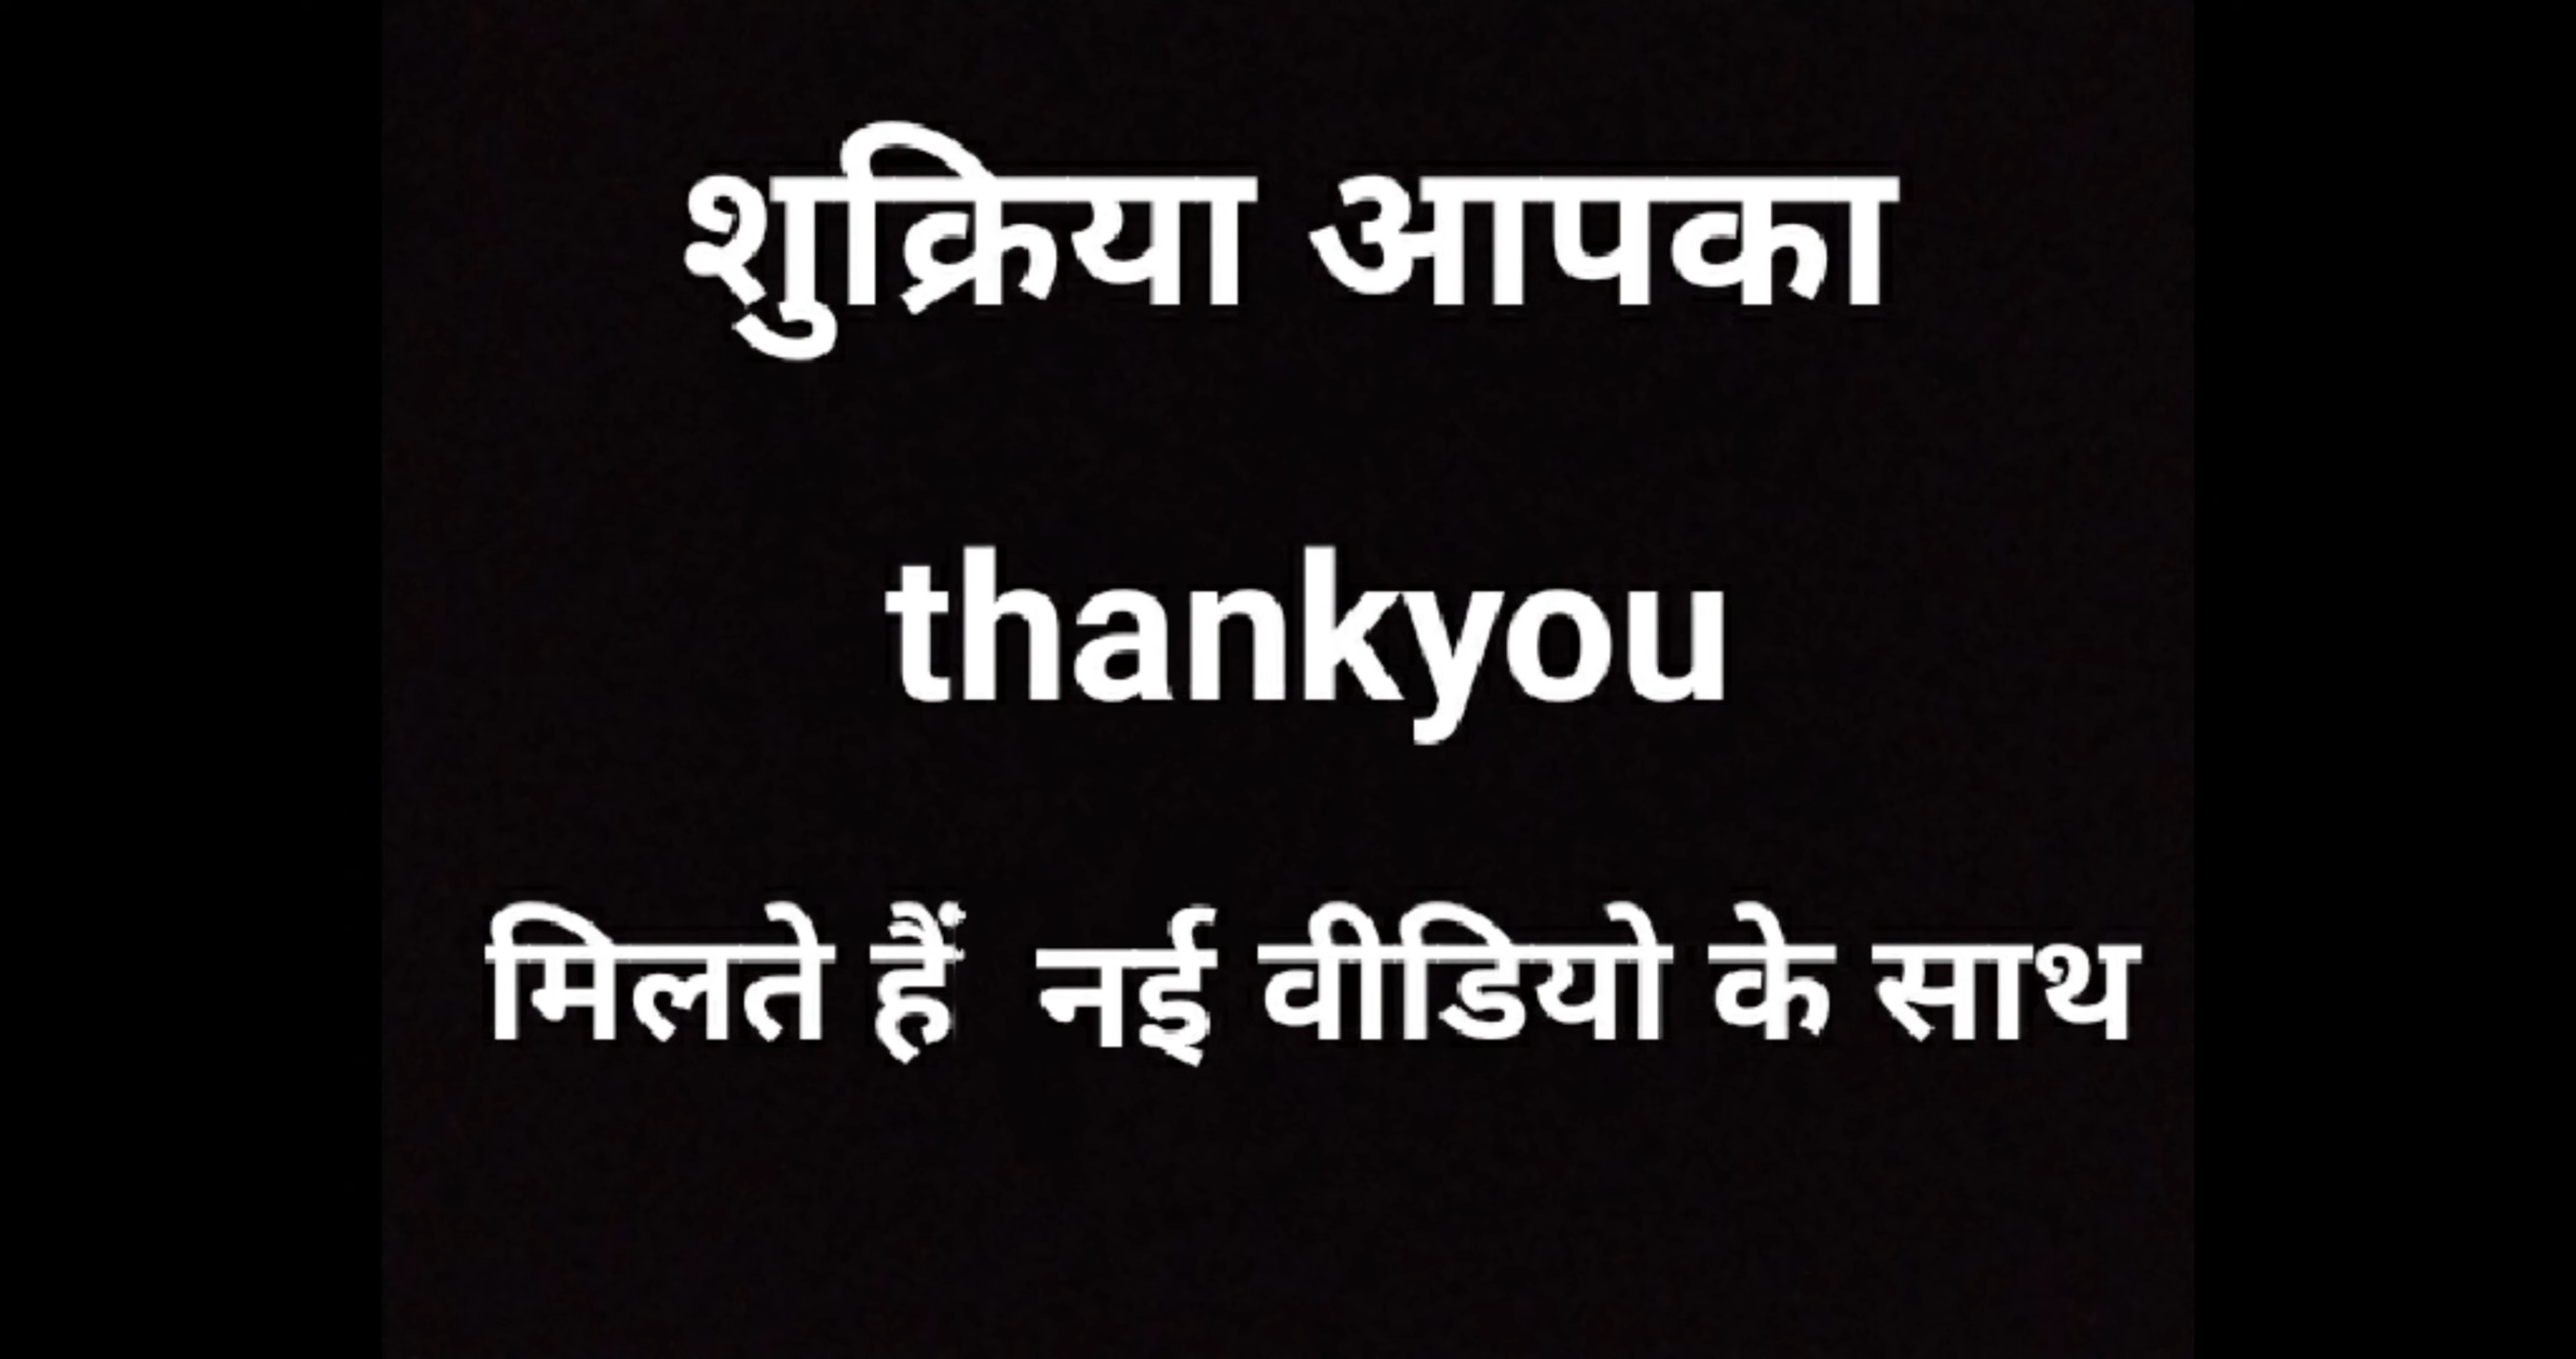 शुक्रिया आपका
thankyou
मिलते हैं नई वीडियो के साथ